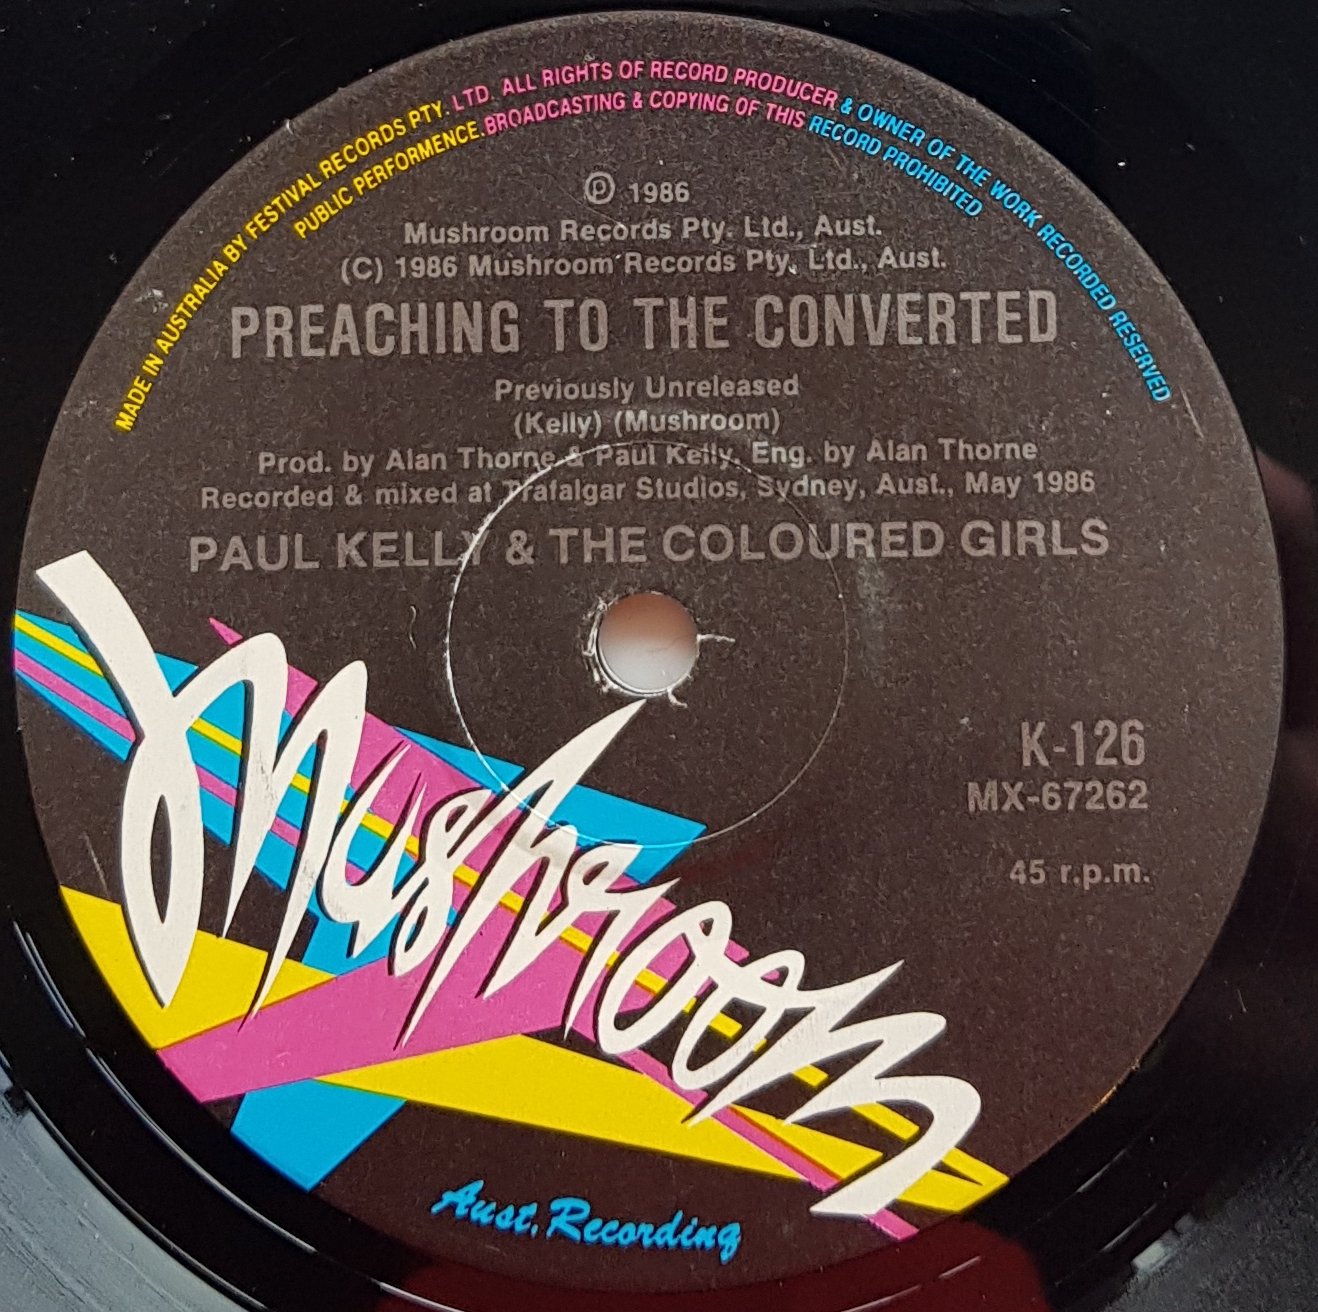 MADE IN AUSTRALIA BY FESTIVAL RECORDS PTY. LTD. ALL RIGHTS OF RECORD PRODUCER & OWNER OF THE WORK RECORDED RESERVED
PUBLIC PERFORMENCE. BROADCASTING & COPYING OF THIS RECORD PROHIBITED
℗ 1986
Mushroom Records Pty. Ltd., Aust.
(C) 1986 Mushroom Records Pty. Ltd., Aust.
PREACHING TO THE CONVERTED
Previously Unreleased
(Kelly) (Mushroom)
Prod. by Alan Thorne & Paul Kelly. Eng. by Alan Thorne
Recorded & mixed at Trafalgar Studios, Sydney, Aust., May 1986
PAUL KELLY & THE COLOURED GIRLS
K-126
MX-67262
45 r.p.m.
Mushroom
Aust. Recording